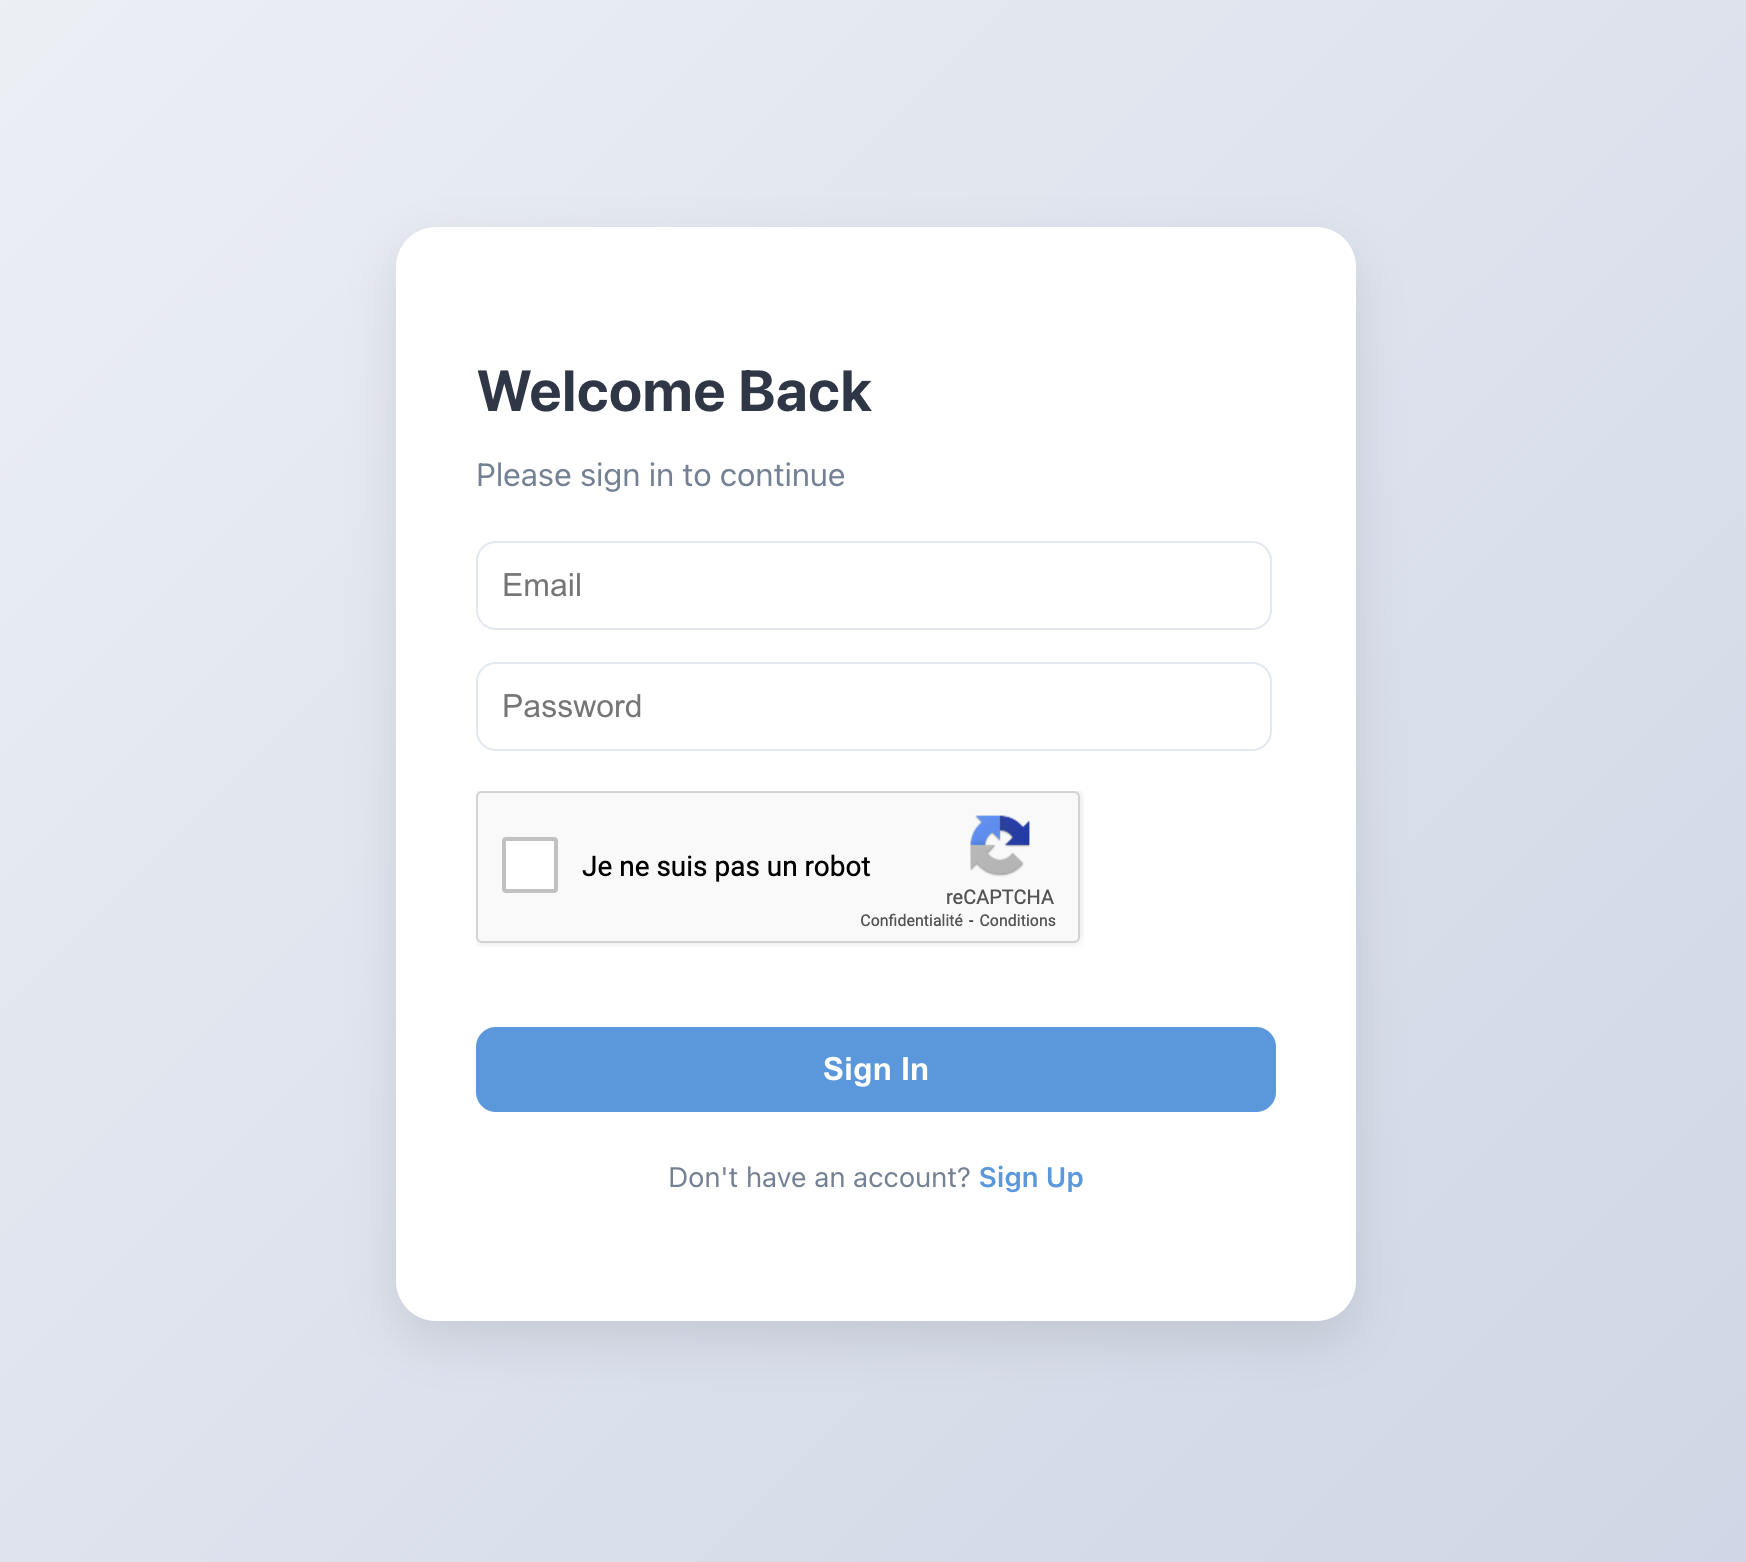 Welcome Back
Please sign in to continue
Email
Password
Je ne suis pas un robot
reCAPTCHA
Confidentialité - Conditions
Sign In
Don't have an account? Sign Up